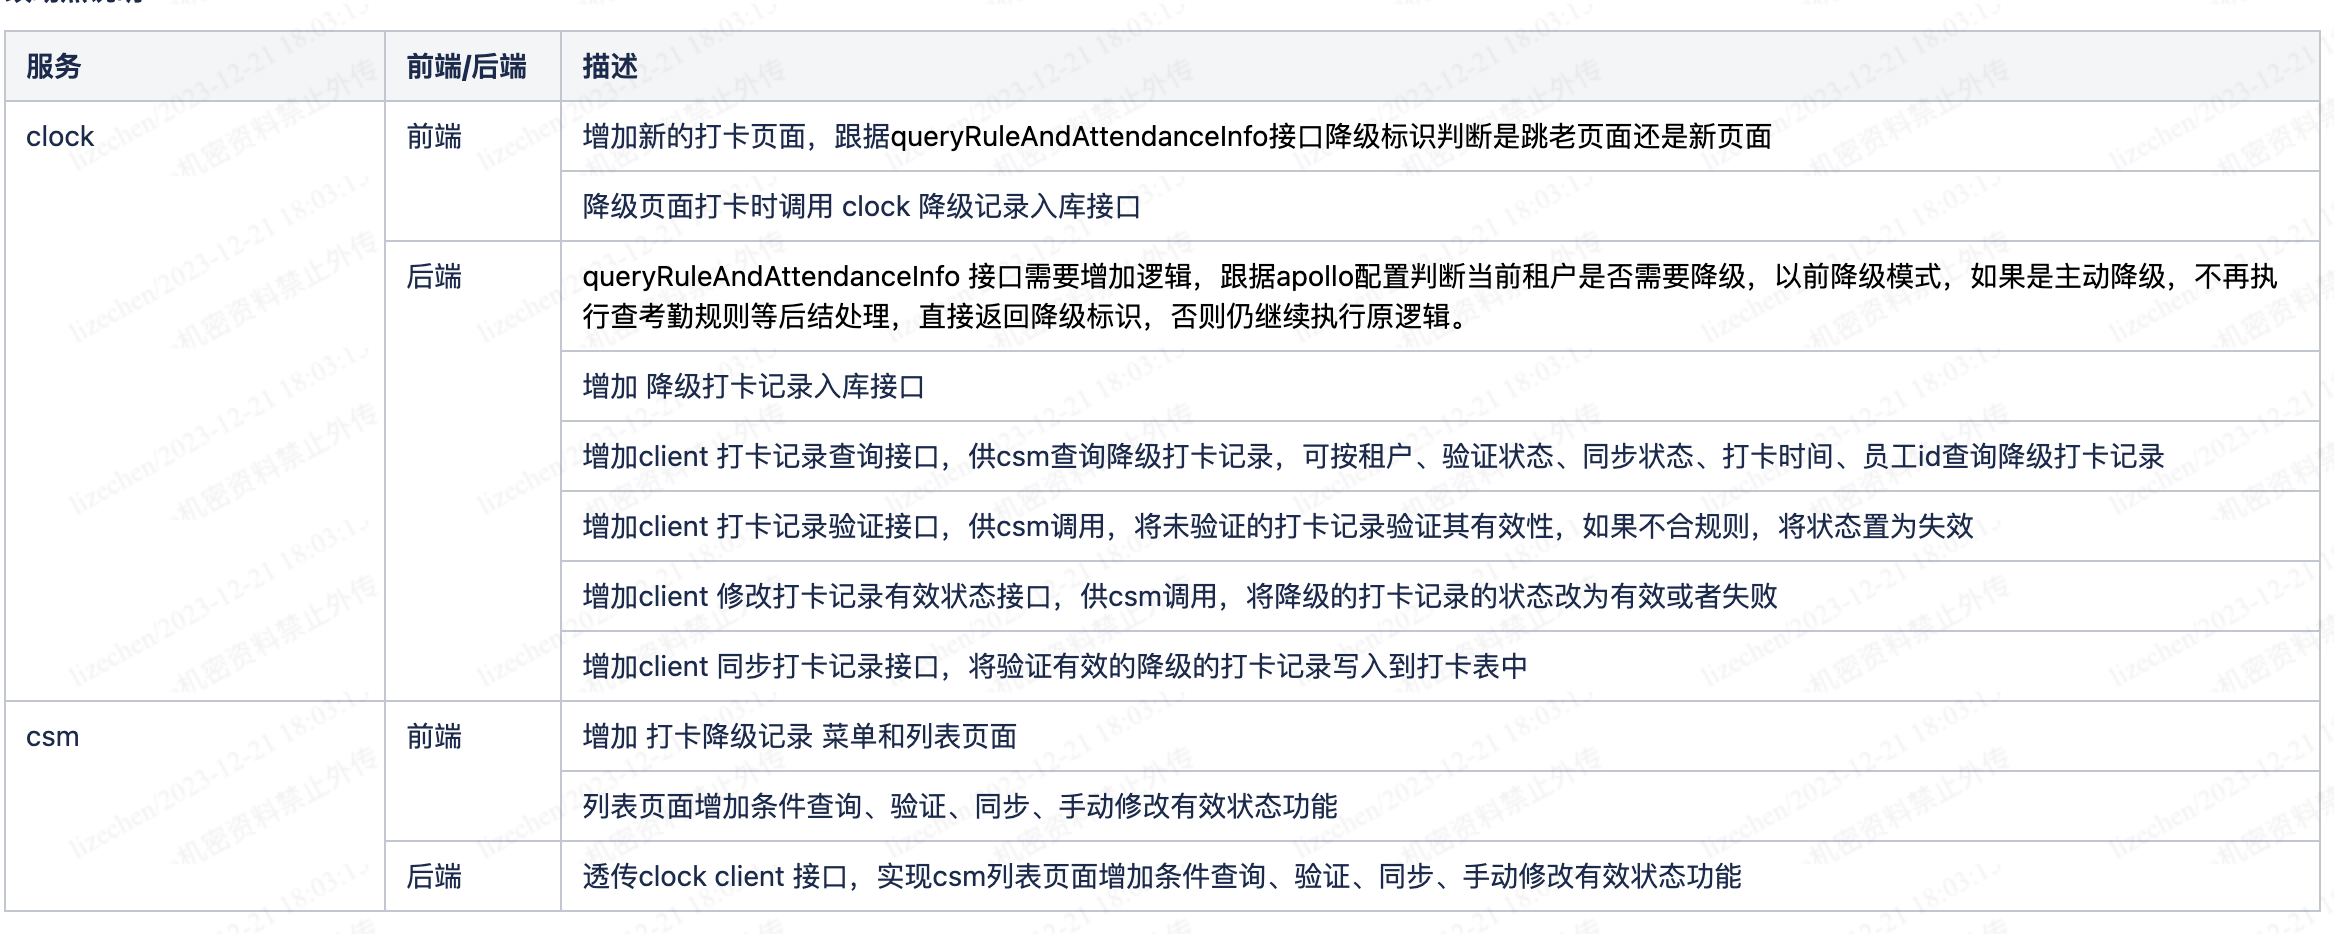 服务 前端/后端 描述
clock 前端 增加新的打卡页面，跟据queryRuleAndAttendanceInfo接口降级标识判断是跳老页面还是新页面
降级页面打卡时调用 clock 降级记录入库接口
后端 queryRuleAndAttendanceInfo 接口需要增加逻辑，跟据apollo配置判断当前租户是否需要降级，以前降级模式，如果是主动降级，不再执
行查考勤规则等后结处理，直接返回降级标识，否则仍继续执行原逻辑。
增加 降级打卡记录入库接口
增加client 打卡记录查询接口，供csm查询降级打卡记录，可按租户、验证状态、同步状态、打卡时间、员工id查询降级打卡记录
增加client 打卡记录验证接口，供csm调用，将未验证的打卡记录验证其有效性，如果不合规则，将状态置为失效
增加client 修改打卡记录有效状态接口，供csm调用，将降级的打卡记录的状态改为有效或者失败
增加client 同步打卡记录接口，将验证有效的降级的打卡记录写入到打卡表中
csm 前端 增加 打卡降级记录 菜单和列表页面
列表页面增加条件查询、验证、同步、手动修改有效状态功能
后端 透传clock client 接口，实现csm列表页面增加条件查询、验证、同步、手动修改有效状态功能